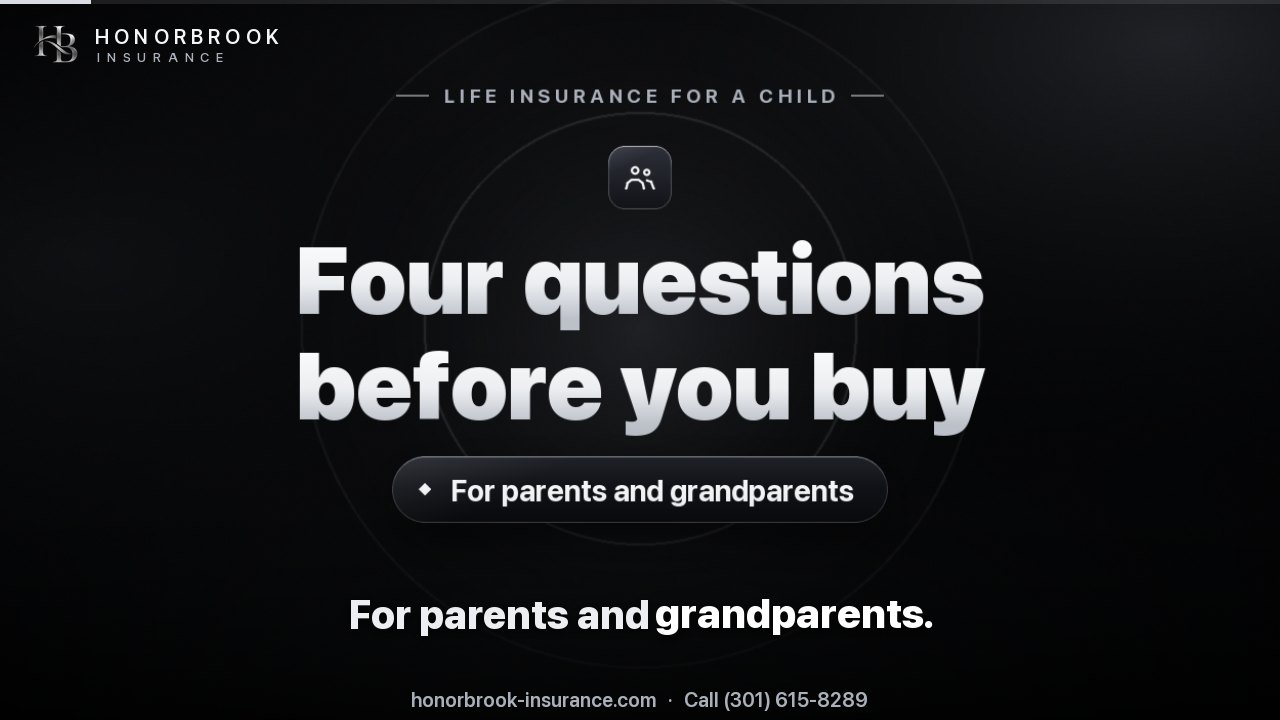 HB
HONORBROOK
INSURANCE
LIFE INSURANCE FOR A CHILD
Four questions
before you buy
For parents and grandparents
For parents and grandparents.
honorbrook-insurance.com · Call (301) 615-8289